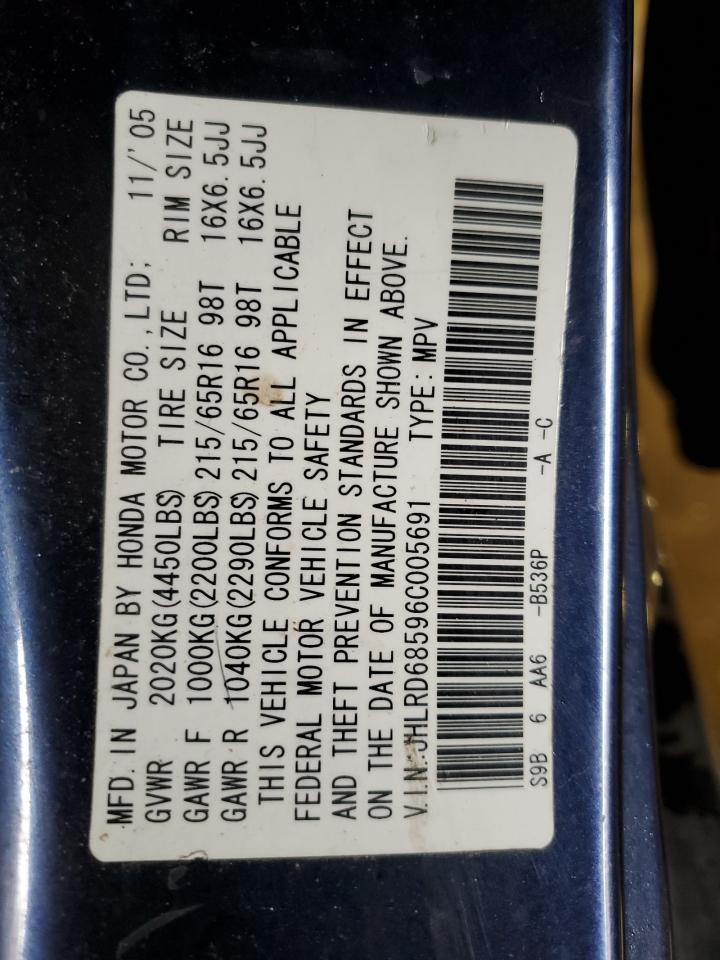 MFD. IN JAPAN BY HONDA MOTOR CO.,LTD; 11/'05
GVWR 2020KG(4450LBS) TIRE SIZE RIM SIZE
GAWR F 1000KG(2200LBS) 215/65R16 98T 16X6.5JJ
GAWR R 1040KG(2290LBS) 215/65R16 98T 16X6.5JJ
THIS VEHICLE CONFORMS TO ALL APPLICABLE
FEDERAL MOTOR VEHICLE SAFETY
AND THEFT PREVENTION STANDARDS IN EFFECT
ON THE DATE OF MANUFACTURE SHOWN ABOVE.
V.I.N.:JHLRD68596C005691 TYPE: MPV
S9B 6 AA6 -B536P -A -C